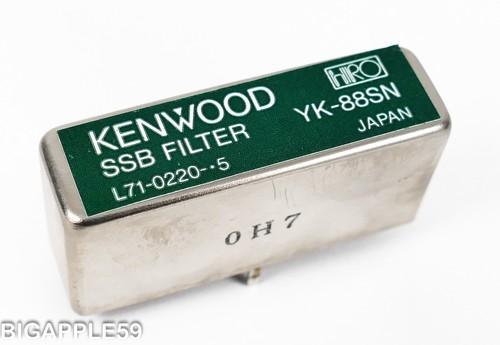 HIRO
KENWOOD YK-88SN
SSB FILTER JAPAN
L71-0220-·5
0H7
BIGAPPLE59